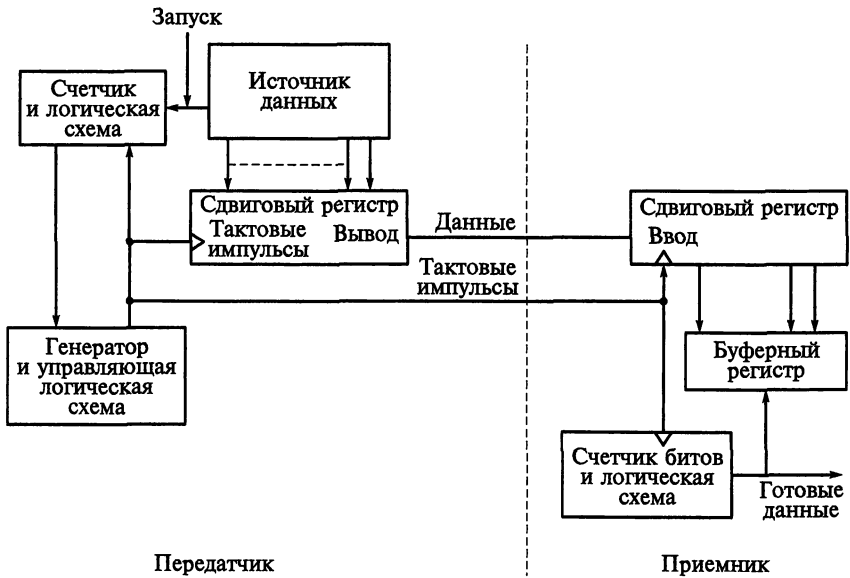 Запуск
Источник
данных
Счетчик
и логическая
схема
Сдвиговый регистр
Тактовые
импульсы
Вывод
Данные
Тактовые
импульсы
Сдвиговый регистр
Ввод
Генератор
и управляющая
логическая
схема
Буферный
регистр
Счетчик битов
и логическая
схема
Готовые
данные
Передатчик
Приемник